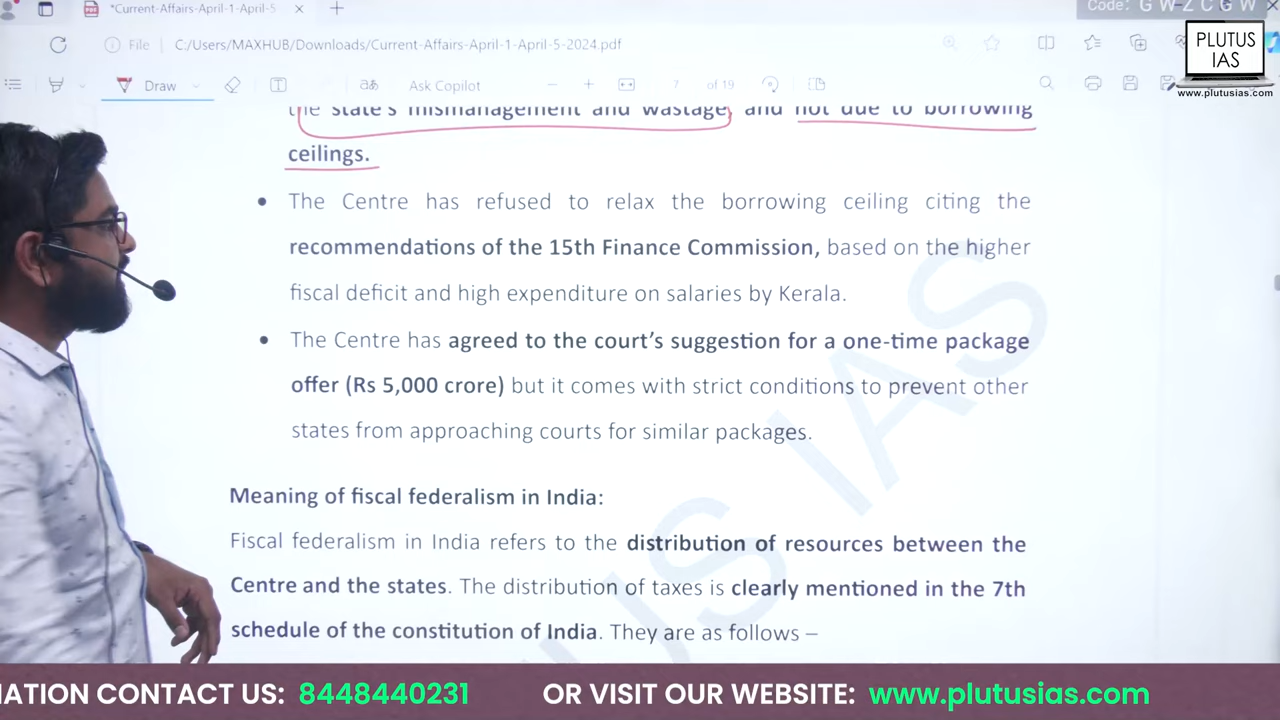 *Current-Affairs-April-1-April-5
Code: G W-Z C G W
File C:/Users/MAXHUB/Downloads/Current-Affairs-April-1-April-5-2024.pdf
PLUTUS
IAS
www.plutusias.com
Draw Ask Copilot 7 of 19
the state's mismanagement and wastage, and not due to borrowing
ceilings.
• The Centre has refused to relax the borrowing ceiling citing the
recommendations of the 15th Finance Commission, based on the higher
fiscal deficit and high expenditure on salaries by Kerala.
• The Centre has agreed to the court's suggestion for a one-time package
offer (Rs 5,000 crore) but it comes with strict conditions to prevent other
states from approaching courts for similar packages.
Meaning of fiscal federalism in India:
Fiscal federalism in India refers to the distribution of resources between the
Centre and the states. The distribution of taxes is clearly mentioned in the 7th
schedule of the constitution of India. They are as follows –
US IAS
MATION CONTACT US: 8448440231 OR VISIT OUR WEBSITE: www.plutusias.com